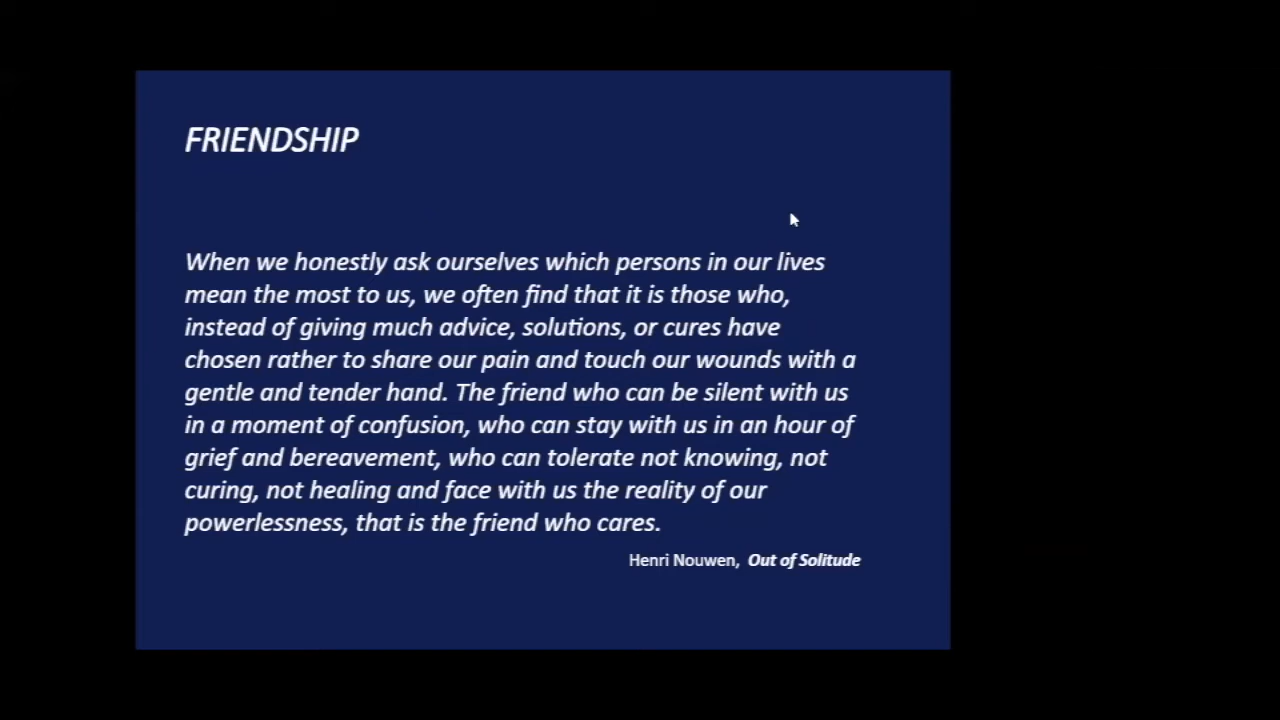 FRIENDSHIP
When we honestly ask ourselves which persons in our lives
mean the most to us, we often find that it is those who,
instead of giving much advice, solutions, or cures have
chosen rather to share our pain and touch our wounds with a
gentle and tender hand. The friend who can be silent with us
in a moment of confusion, who can stay with us in an hour of
grief and bereavement, who can tolerate not knowing, not
curing, not healing and face with us the reality of our
powerlessness, that is the friend who cares.
Henri Nouwen, Out of Solitude